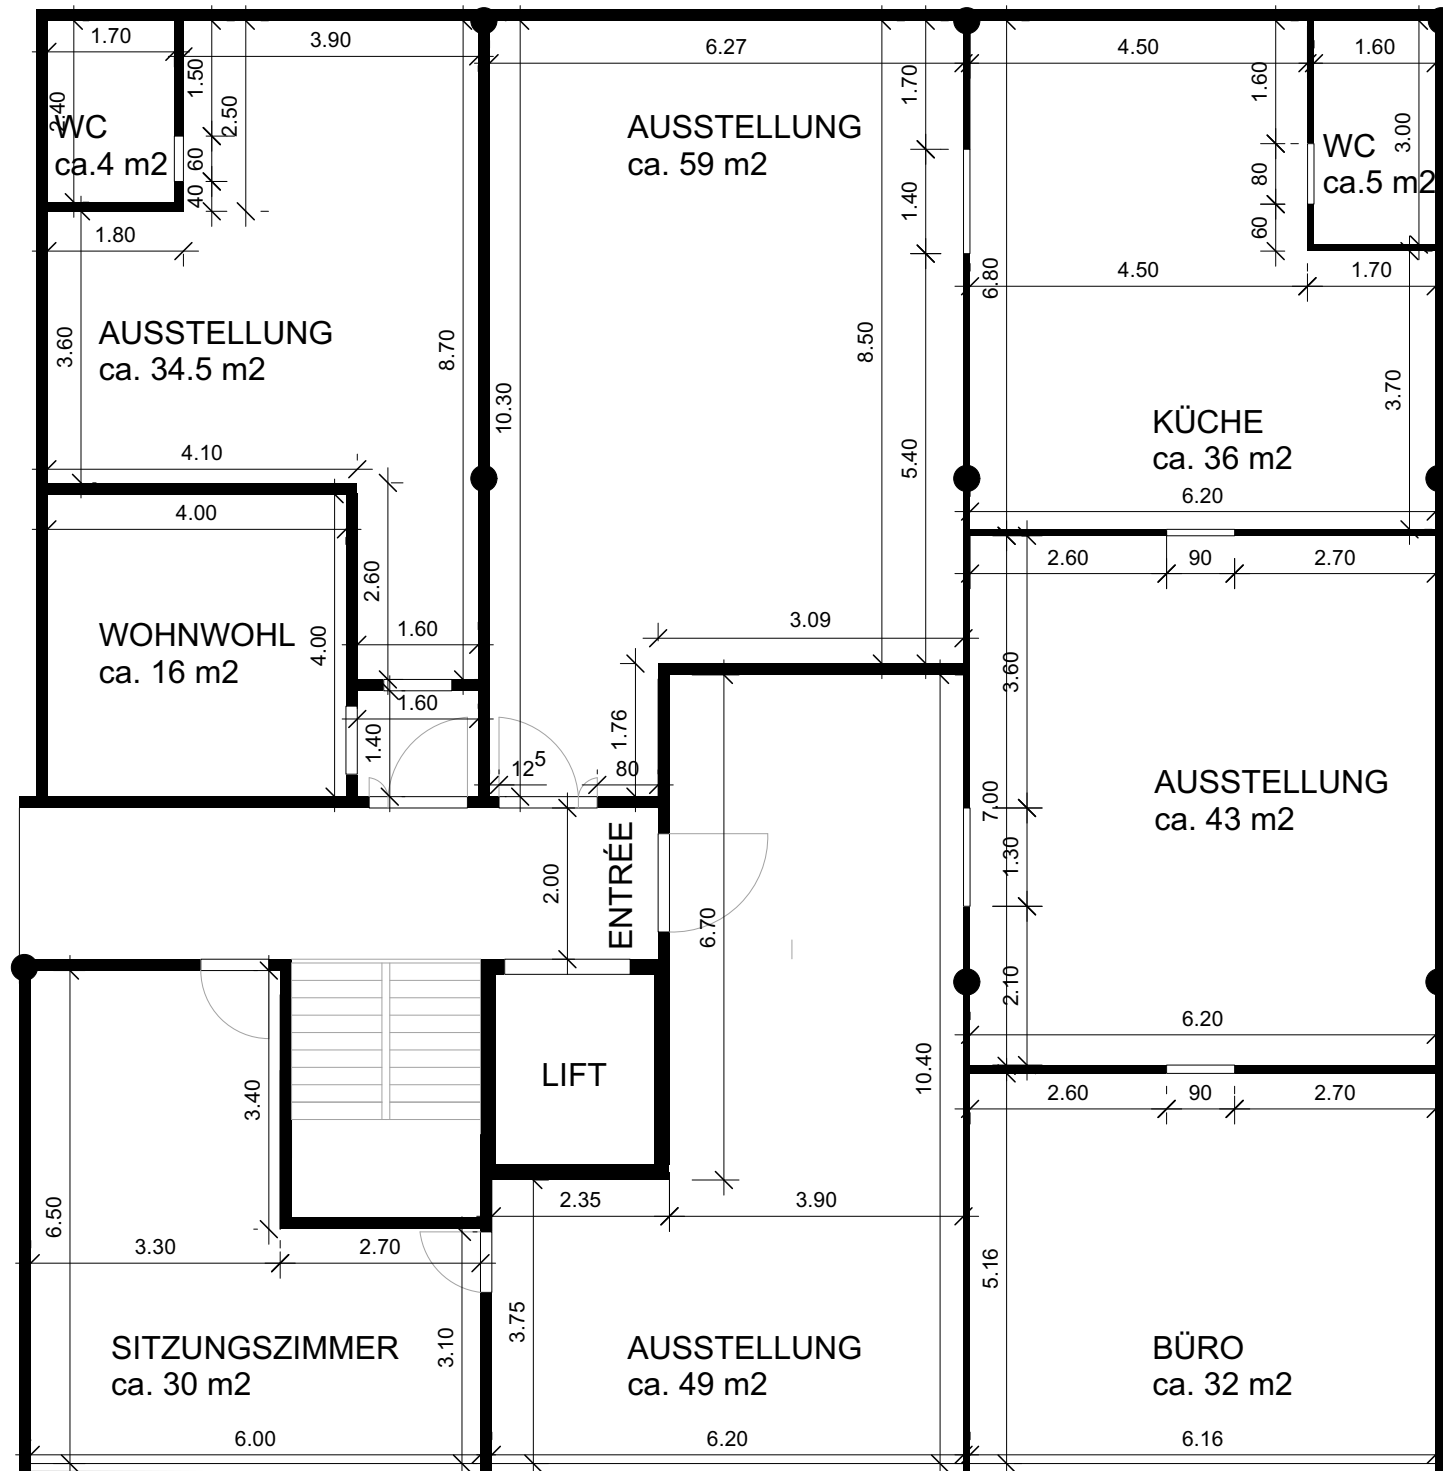 1.70
3.90
6.27
4.50
1.60
1.50
2.50
2.40
60
40
1.70
1.40
1.60
80
60
3.00
WC
ca.4 m2
AUSSTELLUNG
ca. 59 m2
WC
ca.5 m2
1.80
4.50
1.70
6.80
AUSSTELLUNG
ca. 34.5 m2
3.60
8.70
10.30
8.50
5.40
3.70
KÜCHE
ca. 36 m2
4.10
4.00
6.20
2.60
90
2.70
WOHNWOHL
ca. 16 m2
4.00
2.60
1.60
3.09
3.60
1.60
1.40
12⁵
80
1.76
7.00
1.30
AUSSTELLUNG
ca. 43 m2
2.00
ENTRÉE
6.70
2.10
6.20
LIFT
10.40
3.40
2.60
90
2.70
6.50
3.30
2.70
2.35
3.90
5.16
3.10
3.75
SITZUNGSZIMMER
ca. 30 m2
AUSSTELLUNG
ca. 49 m2
BÜRO
ca. 32 m2
6.00
6.20
6.16